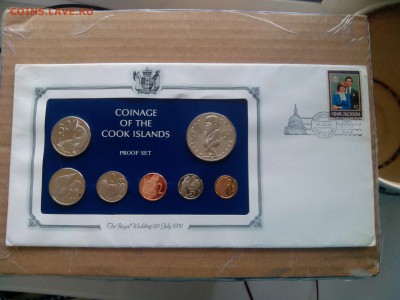 COINS.LAVE.RU
COINAGE
OF THE
COOK ISLANDS
PROOF SET
The Royal Wedding 29 July 1981
COOK ISLANDS